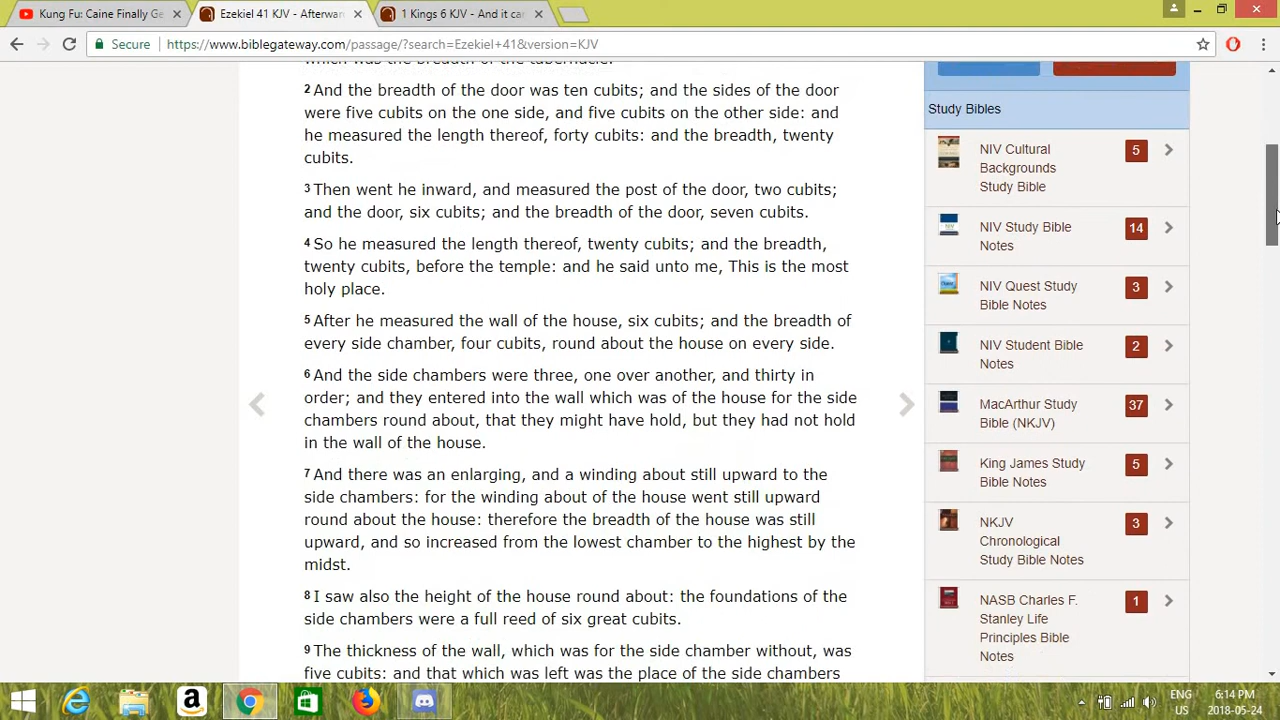 Kung Fu: Caine Finally Ge
Ezekiel 41 KJV - Afterwar
1 Kings 6 KJV - And it ca
Secure
https://www.biblegateway.com/passage/?search=Ezekiel+41&version=KJV
which was the breadth of the tabernacle.
2 And the breadth of the door was ten cubits; and the sides of the door
were five cubits on the one side, and five cubits on the other side: and
he measured the length thereof, forty cubits: and the breadth, twenty
cubits.
3 Then went he inward, and measured the post of the door, two cubits;
and the door, six cubits; and the breadth of the door, seven cubits.
4 So he measured the length thereof, twenty cubits; and the breadth,
twenty cubits, before the temple: and he said unto me, This is the most
holy place.
5 After he measured the wall of the house, six cubits; and the breadth of
every side chamber, four cubits, round about the house on every side.
6 And the side chambers were three, one over another, and thirty in
order; and they entered into the wall which was of the house for the side
chambers round about, that they might have hold, but they had not hold
in the wall of the house.
7 And there was an enlarging, and a winding about still upward to the
side chambers: for the winding about of the house went still upward
round about the house: therefore the breadth of the house was still
upward, and so increased from the lowest chamber to the highest by the
midst.
8 I saw also the height of the house round about: the foundations of the
side chambers were a full reed of six great cubits.
9 The thickness of the wall, which was for the side chamber without, was
five cubits: and that which was left was the place of the side chambers
Study Bibles
NIV Cultural
Backgrounds
Study Bible
5
NIV Study Bible
Notes
14
NIV Quest Study
Bible Notes
3
NIV Student Bible
Notes
2
MacArthur Study
Bible (NKJV)
37
King James Study
Bible Notes
5
NKJV
Chronological
Study Bible Notes
3
NASB Charles F.
Stanley Life
Principles Bible
Notes
1
ENG
US
6:14 PM
2018-05-24